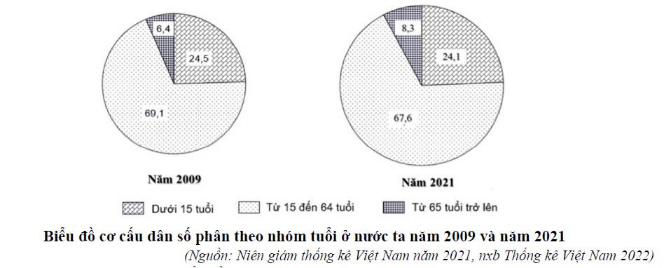 6,4
24,5
69,1
8,3
24,1
67,6
Năm 2009
Năm 2021
Dưới 15 tuổi
Từ 15 đến 64 tuổi
Từ 65 tuổi trở lên
Biểu đồ cơ cấu dân số phân theo nhóm tuổi ở nước ta năm 2009 và năm 2021
(Nguồn: Niên giám thống kê Việt Nam năm 2021, nxb Thống kê Việt Nam 2022)